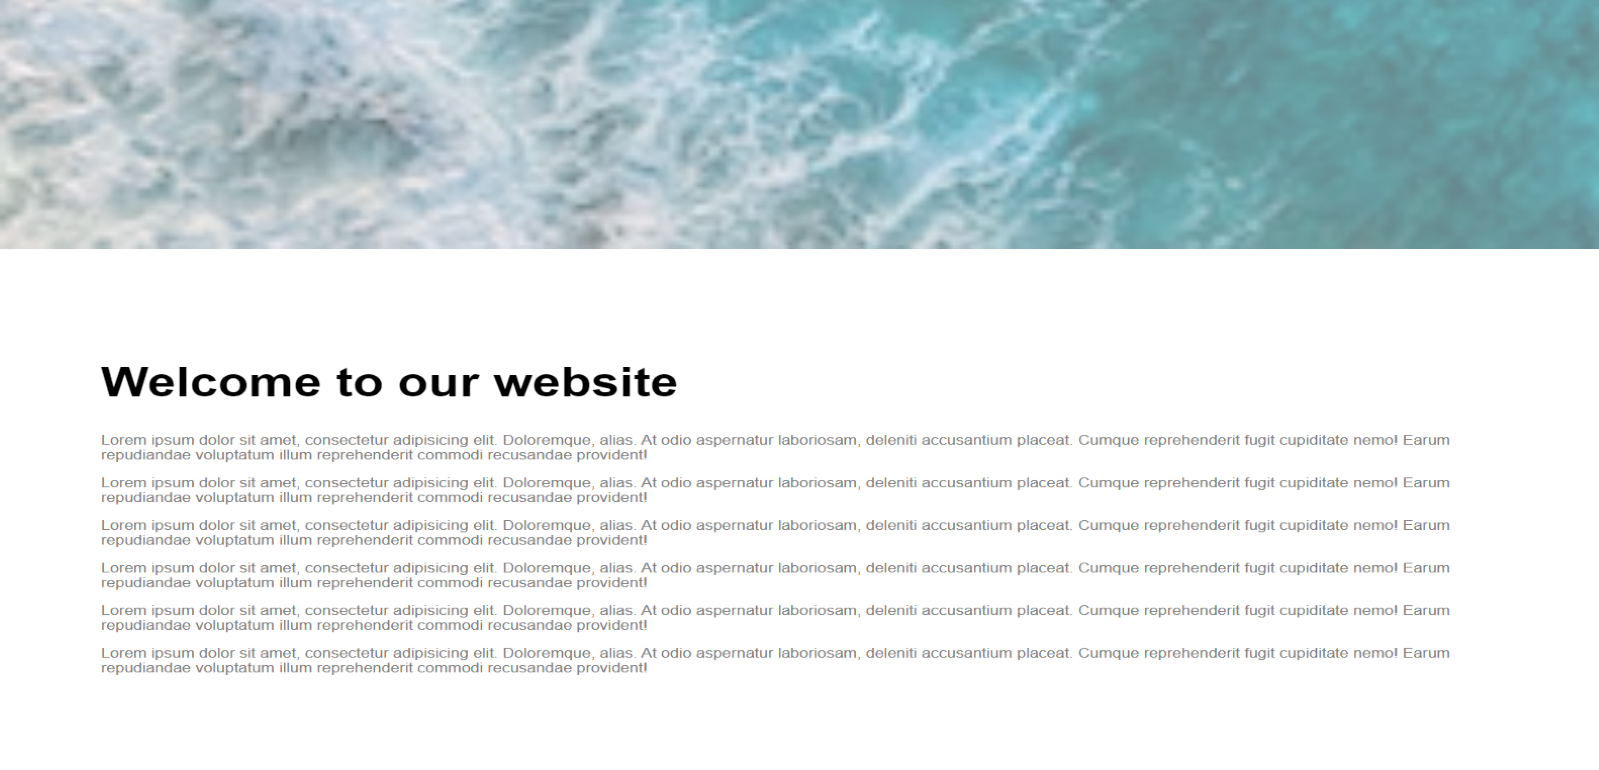 Welcome to our website
Lorem ipsum dolor sit amet, consectetur adipisicing elit. Doloremque, alias. At odio aspernatur laboriosam, deleniti accusantium placeat. Cumque reprehenderit fugit cupiditate nemo! Earum
repudiandae voluptatum illum reprehenderit commodi recusandae provident!
Lorem ipsum dolor sit amet, consectetur adipisicing elit. Doloremque, alias. At odio aspernatur laboriosam, deleniti accusantium placeat. Cumque reprehenderit fugit cupiditate nemo! Earum
repudiandae voluptatum illum reprehenderit commodi recusandae provident!
Lorem ipsum dolor sit amet, consectetur adipisicing elit. Doloremque, alias. At odio aspernatur laboriosam, deleniti accusantium placeat. Cumque reprehenderit fugit cupiditate nemo! Earum
repudiandae voluptatum illum reprehenderit commodi recusandae provident!
Lorem ipsum dolor sit amet, consectetur adipisicing elit. Doloremque, alias. At odio aspernatur laboriosam, deleniti accusantium placeat. Cumque reprehenderit fugit cupiditate nemo! Earum
repudiandae voluptatum illum reprehenderit commodi recusandae provident!
Lorem ipsum dolor sit amet, consectetur adipisicing elit. Doloremque, alias. At odio aspernatur laboriosam, deleniti accusantium placeat. Cumque reprehenderit fugit cupiditate nemo! Earum
repudiandae voluptatum illum reprehenderit commodi recusandae provident!
Lorem ipsum dolor sit amet, consectetur adipisicing elit. Doloremque, alias. At odio aspernatur laboriosam, deleniti accusantium placeat. Cumque reprehenderit fugit cupiditate nemo! Earum
repudiandae voluptatum illum reprehenderit commodi recusandae provident!